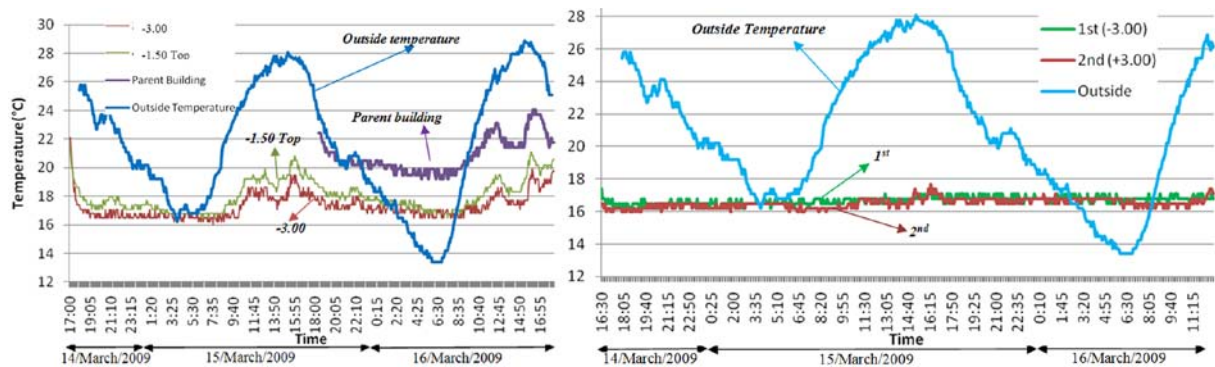 Temperature(°C)
30
28
26
24
22
20
18
16
14
12
-3.00
-1.50 Top
Parent Building
Outside Temperature
Outside temperature
Parent building
-1.50 Top
-3.00
17:00 19:05 21:10 23:15 1:20 3:25 5:30 7:35 9:40 11:45 13:50 15:55 18:00 20:05 22:10 0:15 2:20 4:25 6:30 8:35 10:40 12:45 14:50 16:55
Time
14/March/2009 15/March/2009 16/March/2009
28
26
24
22
20
18
16
14
12
Outside Temperature
1st (-3.00)
2nd (+3.00)
Outside
1st
2nd
16:30 18:05 19:40 21:15 22:50 0:25 2:00 3:35 5:10 6:45 8:20 9:55 11:30 13:05 14:40 16:15 17:50 19:25 21:00 22:35 0:10 1:45 3:20 4:55 6:30 8:05 9:40 11:15
Time
14/March/2009 15/March/2009 16/March/2009